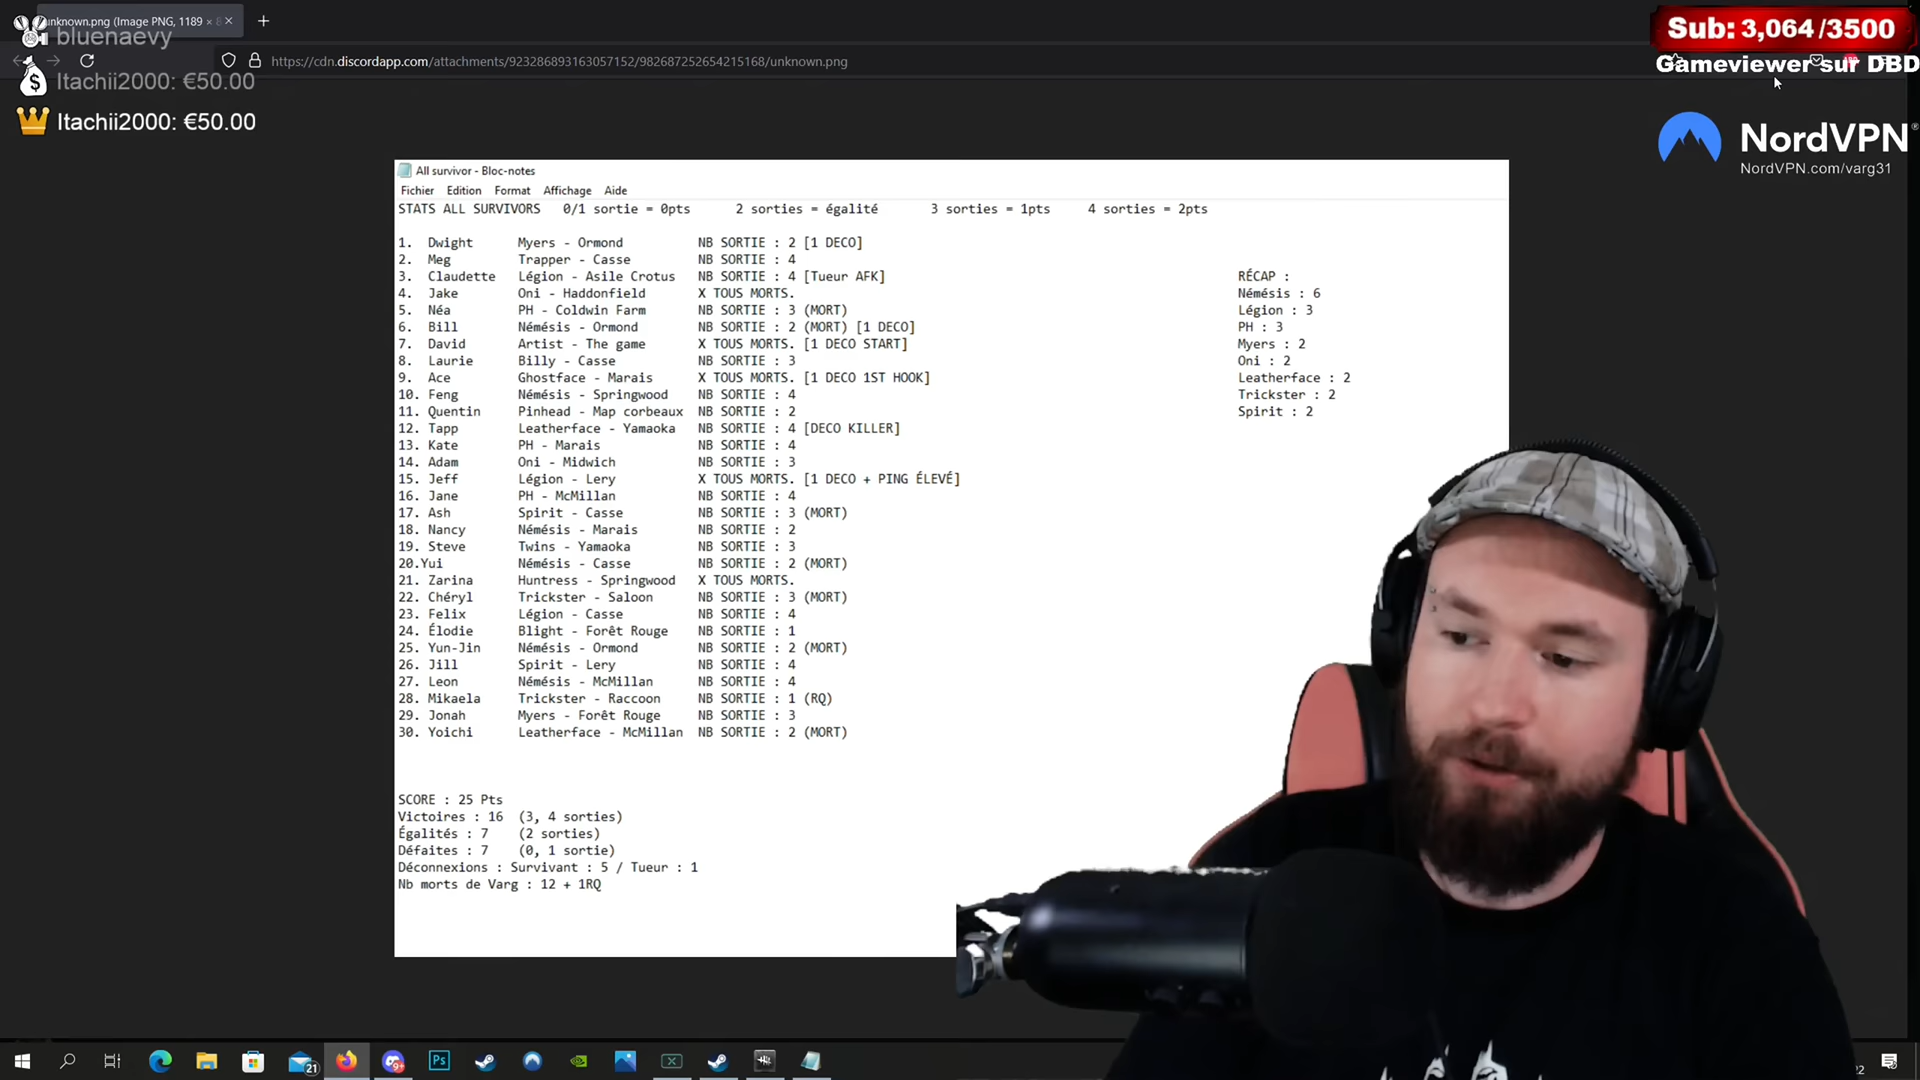 unknown.png (Image PNG, 1189 ×
bluenaevy
https://cdn.discordapp.com/attachments/923286893163057152/982687252654215168/unknown.png
Itachii2000: €50.00
Itachii2000: €50.00
Sub: 3,064/3500
Gameviewer sur DBD
NordVPN®
NordVPN.com/varg31
All survivor - Bloc-notes
Fichier Edition Format Affichage Aide
STATS ALL SURVIVORS 0/1 sortie = 0pts 2 sorties = égalité 3 sorties = 1pts 4 sorties = 2pts
1. Dwight Myers - Ormond NB SORTIE : 2 [1 DECO]
2. Meg Trapper - Casse NB SORTIE : 4
3. Claudette Légion - Asile Crotus NB SORTIE : 4 [Tueur AFK]
4. Jake Oni - Haddonfield X TOUS MORTS.
5. Néa PH - Coldwin Farm NB SORTIE : 3 (MORT)
6. Bill Némésis - Ormond NB SORTIE : 2 (MORT) [1 DECO]
7. David Artist - The game X TOUS MORTS. [1 DECO START]
8. Laurie Billy - Casse NB SORTIE : 3
9. Ace Ghostface - Marais X TOUS MORTS. [1 DECO 1ST HOOK]
10. Feng Némésis - Springwood NB SORTIE : 4
11. Quentin Pinhead - Map corbeaux NB SORTIE : 2
12. Tapp Leatherface - Yamaoka NB SORTIE : 4 [DECO KILLER]
13. Kate PH - Marais NB SORTIE : 4
14. Adam Oni - Midwich NB SORTIE : 3
15. Jeff Légion - Lery X TOUS MORTS. [1 DECO + PING ÉLEVÉ]
16. Jane PH - McMillan NB SORTIE : 4
17. Ash Spirit - Casse NB SORTIE : 3 (MORT)
18. Nancy Némésis - Marais NB SORTIE : 2
19. Steve Twins - Yamaoka NB SORTIE : 3
20.Yui Némésis - Casse NB SORTIE : 2 (MORT)
21. Zarina Huntress - Springwood X TOUS MORTS.
22. Chéryl Trickster - Saloon NB SORTIE : 3 (MORT)
23. Felix Légion - Casse NB SORTIE : 4
24. Élodie Blight - Forêt Rouge NB SORTIE : 1
25. Yun-Jin Némésis - Ormond NB SORTIE : 2 (MORT)
26. Jill Spirit - Lery NB SORTIE : 4
27. Leon Némésis - McMillan NB SORTIE : 4
28. Mikaela Trickster - Raccoon NB SORTIE : 1 (RQ)
29. Jonah Myers - Forêt Rouge NB SORTIE : 3
30. Yoichi Leatherface - McMillan NB SORTIE : 2 (MORT)
RÉCAP :
Némésis : 6
Légion : 3
PH : 3
Myers : 2
Oni : 2
Leatherface : 2
Trickster : 2
Spirit : 2
SCORE : 25 Pts
Victoires : 16 (3, 4 sorties)
Égalités : 7 (2 sorties)
Défaites : 7 (0, 1 sortie)
Déconnexions : Survivant : 5 / Tueur : 1
Nb morts de Varg : 12 + 1RQ
21
9+
Ps
22